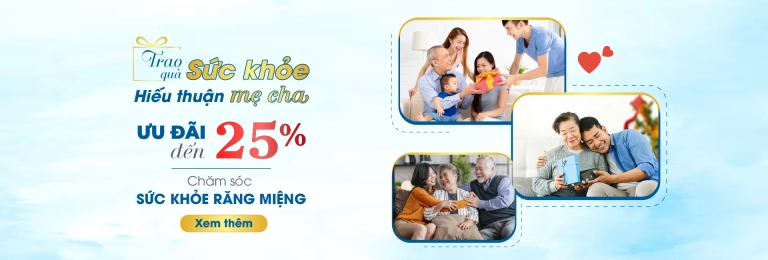 Trao
quà Sức khỏe
Hiếu thuận mẹ cha
ƯU ĐÃI
đến 25%
Chăm sóc
SỨC KHỎE RĂNG MIỆNG
Xem thêm